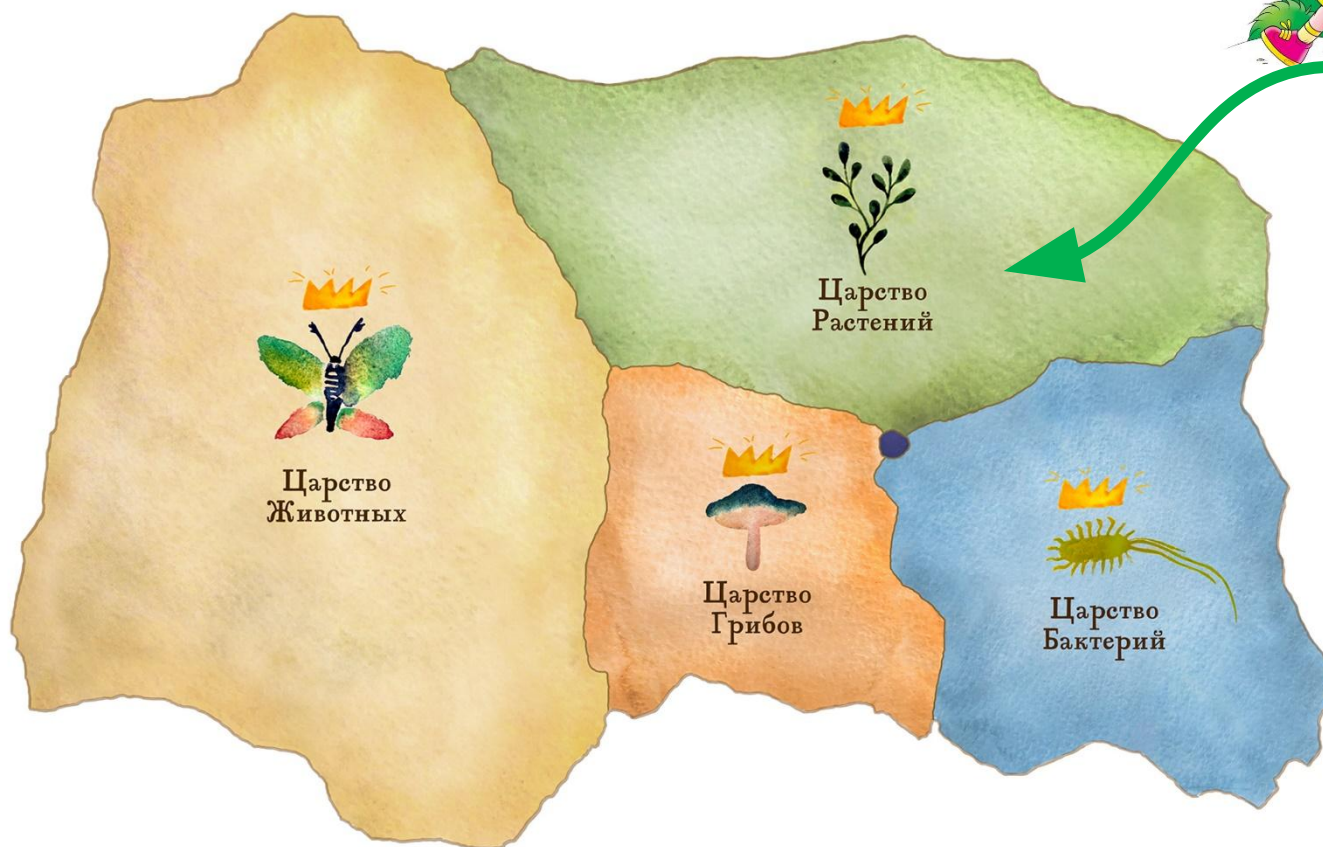 Царство
Растений
Царство
Животных
Царство
Грибов
Царство
Бактерий